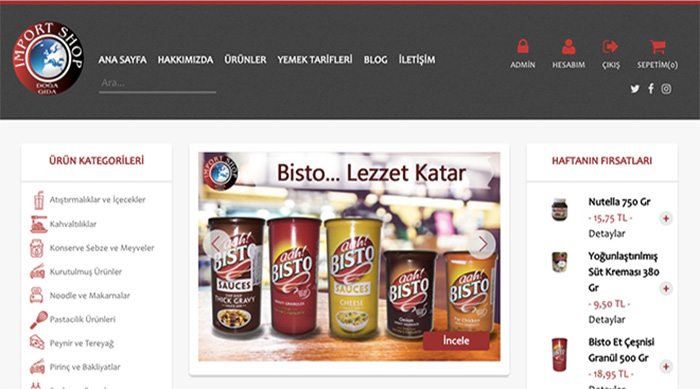 IMPORT SHOP
DOĞA
GIDA
ANA SAYFA HAKKIMIZDA ÜRÜNLER YEMEK TARİFLERİ BLOG İLETİŞİM
Ara...
ADMİN HESABIM ÇIKIŞ SEPETİM(0)
ÜRÜN KATEGORİLERİ
Atıştırmalıklar ve İçecekler
Kahvaltılıklar
Konserve Sebze ve Meyveler
Kurutulmuş Ürünler
Noodle ve Makarnalar
Pastacılık Ürünleri
Peynir ve Tereyağ
Pirinç ve Bakliyatlar
IMPORT SHOP
Bisto... Lezzet Katar
aah!
BISTO
SAUCES
THICK GRAVY
aah!
BISTO
aah!
BISTO
SAUCES
CHEESE
aah!
BISTO
aah!
BISTO
İncele
HAFTANIN FIRSATLARI
Nutella 750 Gr
- 15,75 TL -
Detaylar
Yoğunlaştırılmış
Süt Kreması 380
Gr
- 9,50 TL -
Detaylar
Bisto Et Çeşnisi
Granül 500 Gr
- 18,95 TL -